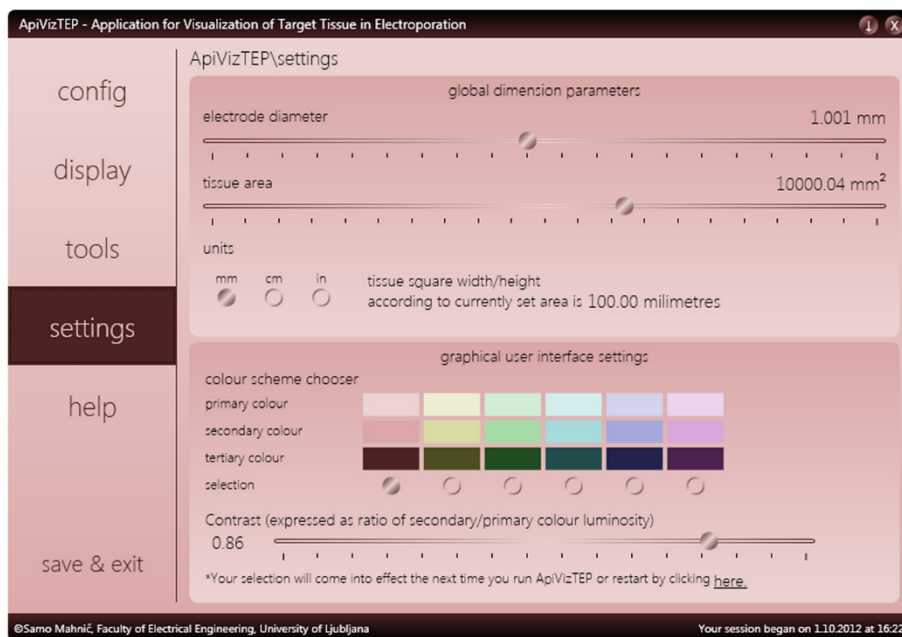 ApiVizTEP - Application for Visualization of Target Tissue in Electroporation
ApiVizTEP\settings
config
display
tools
settings
help
save & exit
global dimension parameters
electrode diameter 1.001 mm
tissue area 10000.04 mm²
units
mm cm in
tissue square width/height
according to currently set area is 100.00 milimetres
graphical user interface settings
colour scheme chooser
primary colour
secondary colour
tertiary colour
selection
Contrast (expressed as ratio of secondary/primary colour luminosity)
0.86
*Your selection will come into effect the next time you run ApiVizTEP or restart by clicking here.
©Samo Mahnič, Faculty of Electrical Engineering, University of Ljubljana
Your session began on 1.10.2012 at 16:22